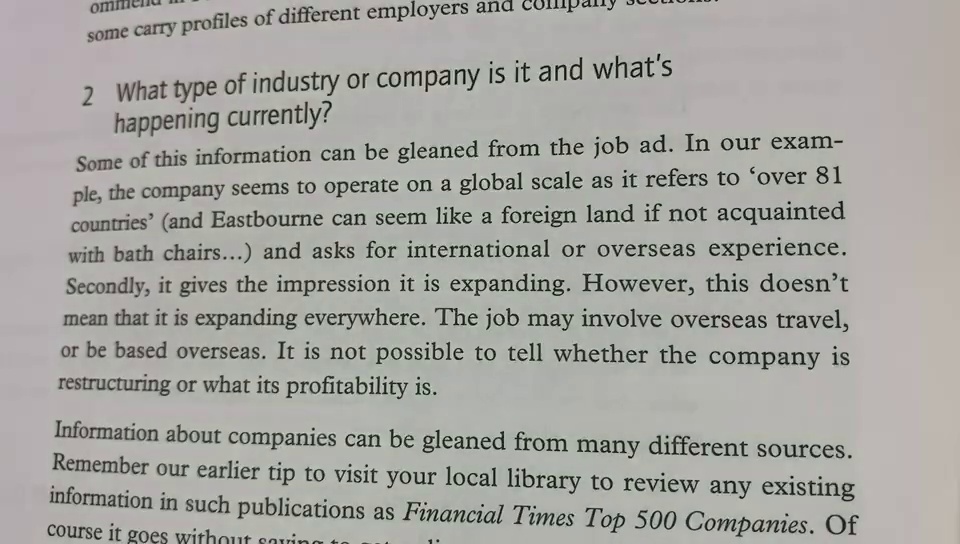 some carry profiles of different employers and company
2 What type of industry or company is it and what's
happening currently?
Some of this information can be gleaned from the job ad. In our exam-
ple, the company seems to operate on a global scale as it refers to ‘over 81
countries’ (and Eastbourne can seem like a foreign land if not acquainted
with bath chairs...) and asks for international or overseas experience.
Secondly, it gives the impression it is expanding. However, this doesn’t
mean that it is expanding everywhere. The job may involve overseas travel,
or be based overseas. It is not possible to tell whether the company is
restructuring or what its profitability is.
Information about companies can be gleaned from many different sources.
Remember our earlier tip to visit your local library to review any existing
information in such publications as Financial Times Top 500 Companies. Of
course it goes without saying to